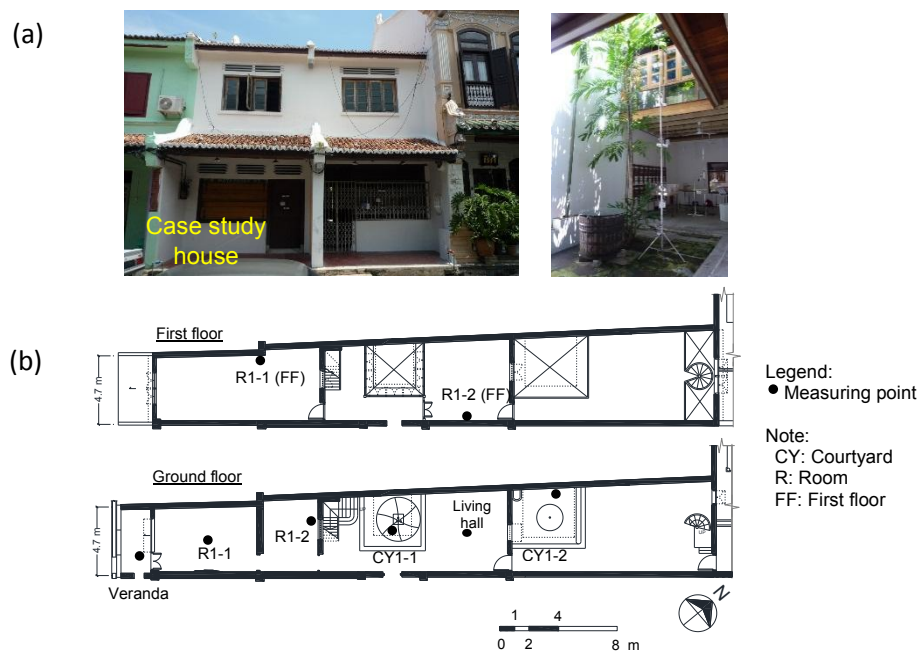 (a)
Case study
house
(b)
First floor
4.7 m
R1-1 (FF)
R1-2 (FF)
Legend:
Measuring point
Note:
CY: Courtyard
R: Room
FF: First floor
Ground floor
4.7 m
Living
hall
R1-1
R1-2
CY1-1
CY1-2
Veranda
N
1 4
0 2 8 m